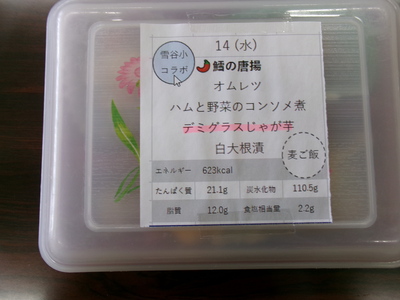 14 (水)
雪谷小
コラボ
鱈の唐揚
オムレツ
ハムと野菜のコンソメ煮
デミグラスじゃが芋
白大根漬
麦ご飯
エネルギー 623kcal
たんぱく質 21.1g 炭水化物 110.5g
脂質 12.0g 食塩相当量 2.2g